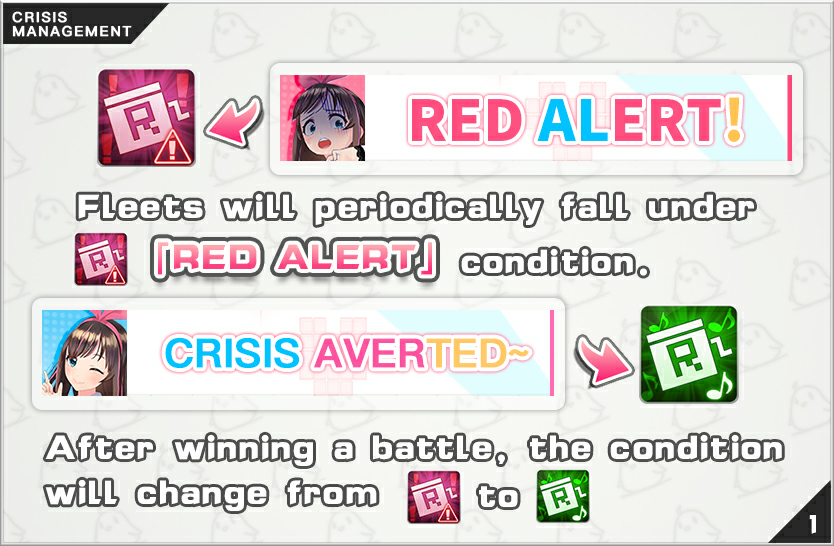 CRISIS
MANAGEMENT
RED ALERT!
Fleets will periodically fall under
「RED ALERT」 condition.
CRISIS AVERTED~
After winning a battle, the condition
will change from to
1